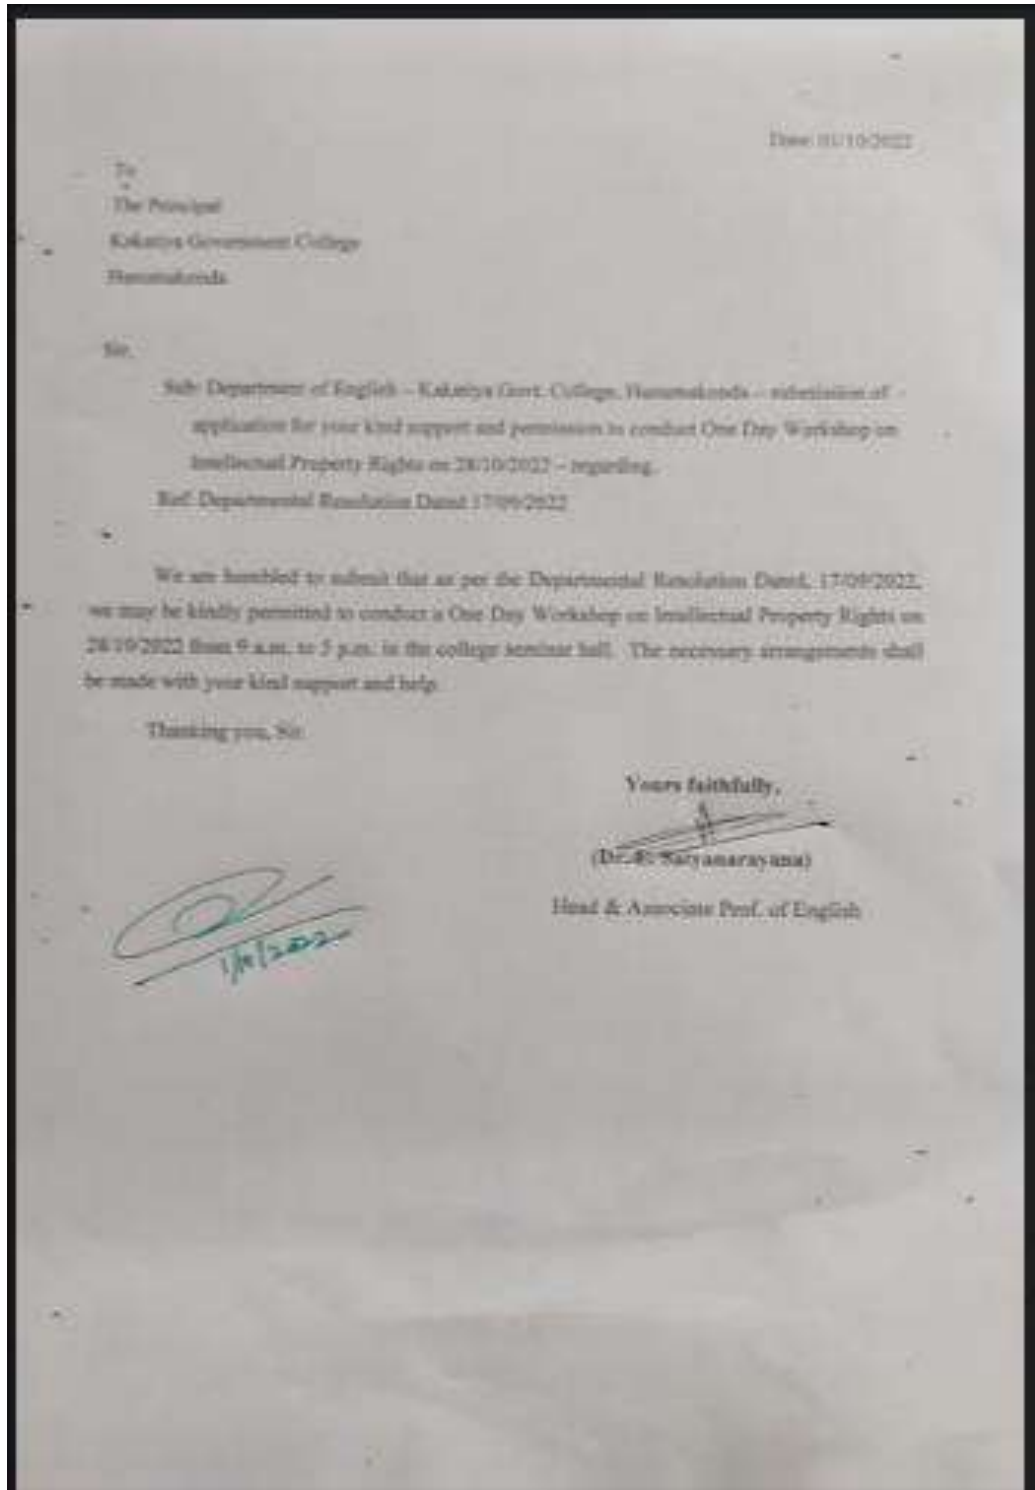 Date: 01/10/2022
To
The Principal
Kakatiya Government College
Hanumakonda
Sir,
Sub: Department of English – Kakatiya Govt. College, Hanumakonda – submission of
application for your kind support and permission to conduct One Day Workshop on
Intellectual Property Rights on 28/10/2022 – regarding.
Ref: Departmental Resolution Dated 17/09/2022
We are humbled to submit that as per the Departmental Resolution Dated, 17/09/2022,
we may be kindly permitted to conduct a One Day Workshop on Intellectual Property Rights on
28/10/2022 from 9 a.m. to 5 p.m. in the college seminar hall. The necessary arrangements shall
be made with your kind support and help.
Thanking you, Sir.
Yours faithfully,
(Dr. Satyanarayana)
Head & Associate Prof. of English
1/10/2022